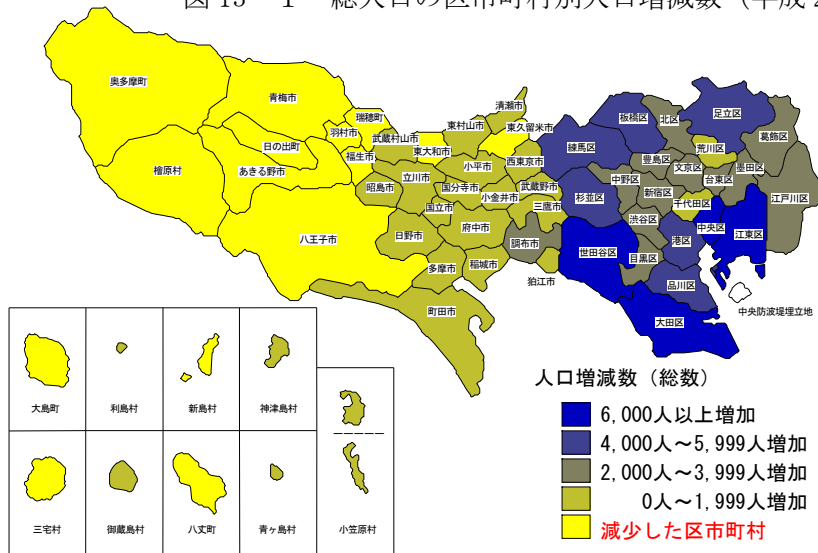 図 13－1 総人口の区市町村別人口増減数（平成 2
奥多摩町
青梅市
瑞穂町
羽村市
日の出町
福生市
あきる野市
檜原村
八王子市
武蔵村山市
東大和市
東村山市
清瀬市
東久留米市
西東京市
小平市
立川市
昭島市
国分寺市
小金井市
武蔵野市
三鷹市
国立市
府中市
日野市
調布市
多摩市
稲城市
狛江市
町田市
練馬区
板橋区
北区
足立区
葛飾区
荒川区
豊島区
文京区
台東区
墨田区
中野区
新宿区
千代田区
江戸川区
杉並区
渋谷区
中央区
江東区
港区
世田谷区
目黒区
品川区
大田区
中央防波堤埋立地
大島町
利島村
新島村
神津島村
三宅村
御蔵島村
八丈町
青ヶ島村
小笠原村
人口増減数（総数）
6,000人以上増加
4,000人～5,999人増加
2,000人～3,999人増加
0人～1,999人増加
減少した区市町村